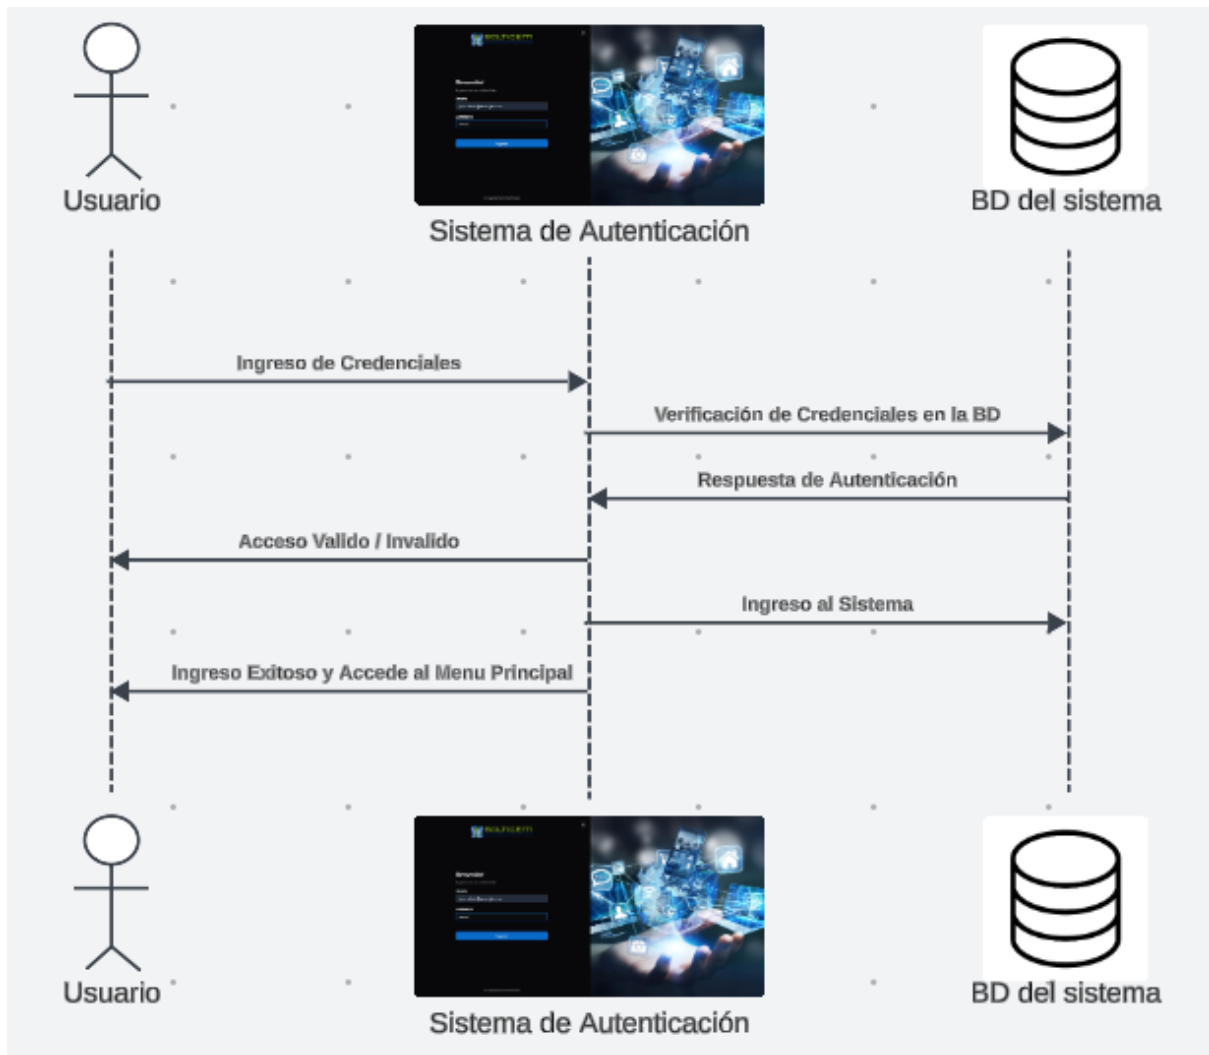 Usuario
Sistema de Autenticación
BD del sistema
Ingreso de Credenciales
Verificación de Credenciales en la BD
Respuesta de Autenticación
Acceso Valido / Invalido
Ingreso al Sistema
Ingreso Exitoso y Accede al Menu Principal
Usuario
Sistema de Autenticación
BD del sistema